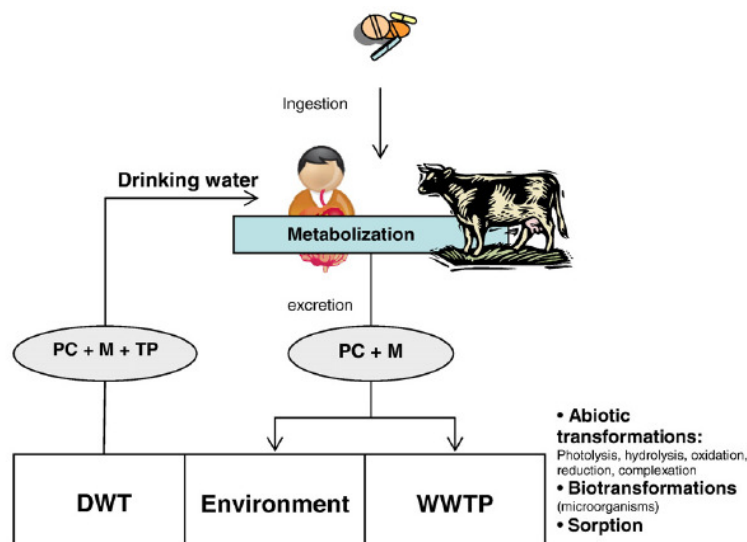 Ingestion
Drinking water
Metabolization
excretion
PC + M + TP
PC + M
DWT
Environment
WWTP
• Abiotic
transformations:
Photolysis, hydrolysis, oxidation,
reduction, complexation
• Biotransformations
(microorganisms)
• Sorption